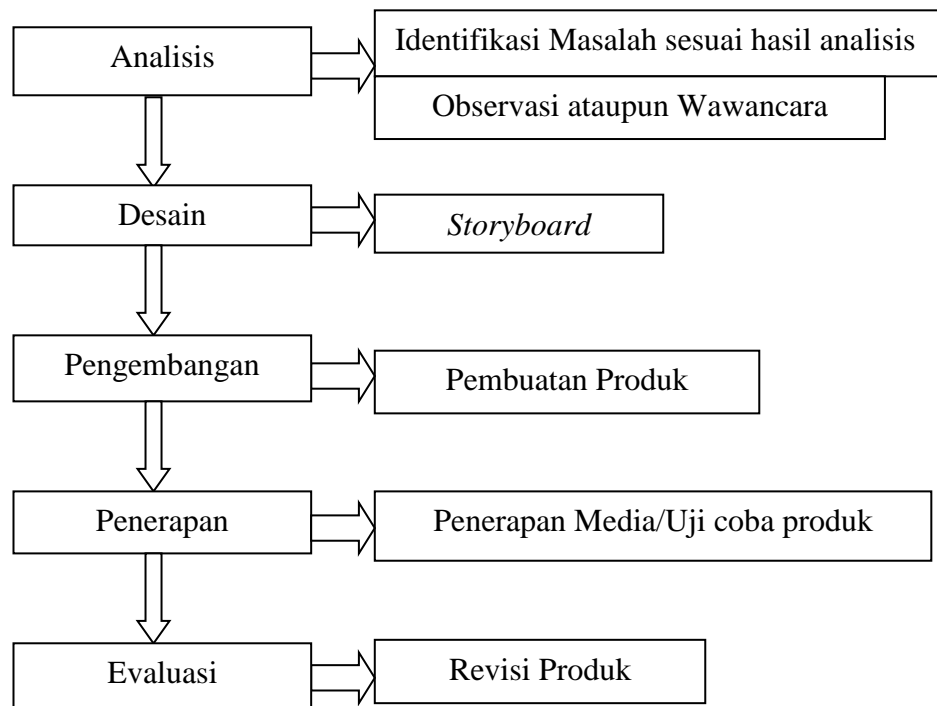 Analisis
Identifikasi Masalah sesuai hasil analisis
Observasi ataupun Wawancara
Desain
Storyboard
Pengembangan
Pembuatan Produk
Penerapan
Penerapan Media/Uji coba produk
Evaluasi
Revisi Produk